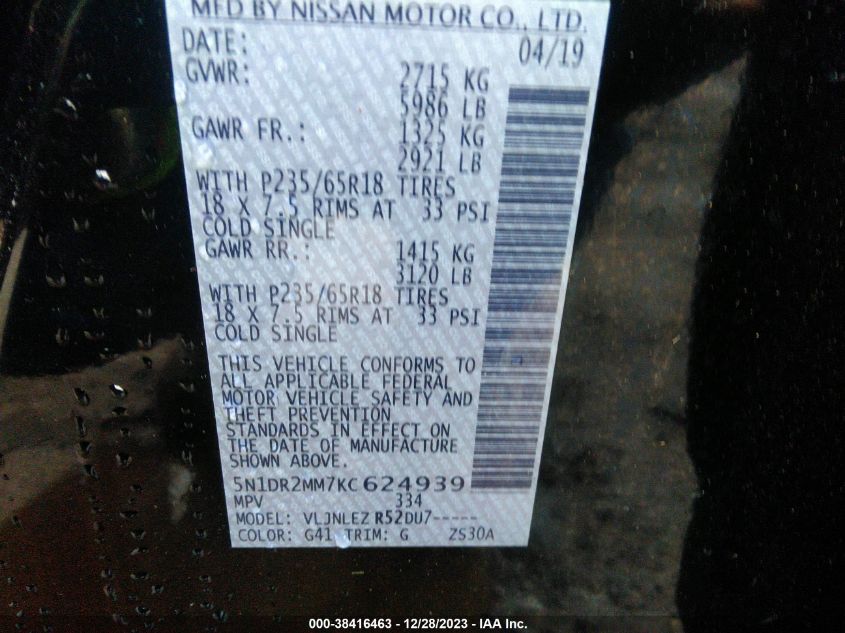 MFD BY NISSAN MOTOR CO., LTD.
DATE: 04/19
GVWR: 2715 KG
5986 LB
GAWR FR.: 1325 KG
2921 LB
WITH P235/65R18 TIRES
18 X 7.5 RIMS AT 33 PSI
COLD SINGLE
GAWR RR.: 1415 KG
3120 LB
WITH P235/65R18 TIRES
18 X 7.5 RIMS AT 33 PSI
COLD SINGLE
THIS VEHICLE CONFORMS TO
ALL APPLICABLE FEDERAL
MOTOR VEHICLE SAFETY AND
THEFT PREVENTION
STANDARDS IN EFFECT ON
THE DATE OF MANUFACTURE
SHOWN ABOVE.
5N1DR2MM7KC624939
MPV 334
MODEL: VLJNLEZ R52DU7-----
COLOR: G41 TRIM: G ZS30A
000-38416463 - 12/28/2023 - IAA Inc.